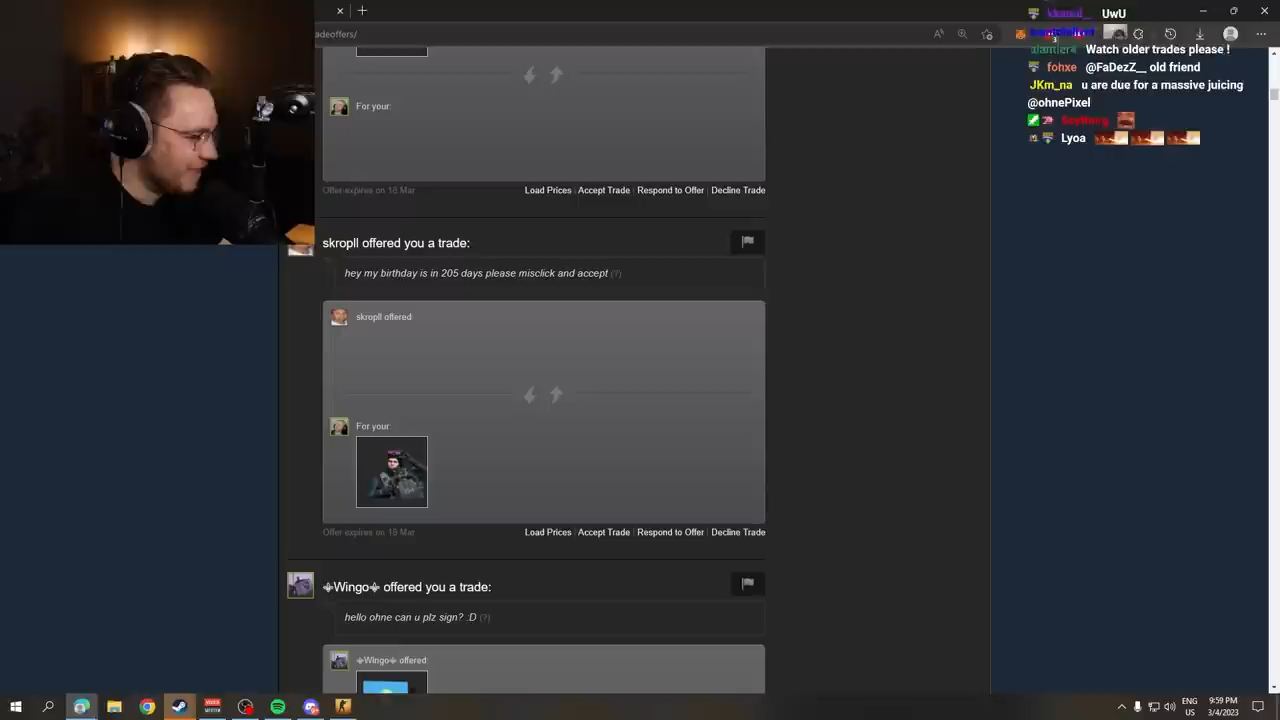 UwU
adeoffers/
Watch older trades please !
fohxe @FaDezZ__ old friend
JKm_na u are due for a massive juicing
@ohnePixel
Lyoa
For your:
Offer expires on 18 Mar
Load Prices | Accept Trade | Respond to Offer | Decline Trade
skropll offered you a trade:
hey my birthday is in 205 days please misclick and accept (?)
skropll offered:
For your:
Offer expires on 18 Mar
Load Prices | Accept Trade | Respond to Offer | Decline Trade
Wingo offered you a trade:
hello ohne can u plz sign? :D (?)
Wingo offered:
ENG
US
9:59 PM
3/4/2023